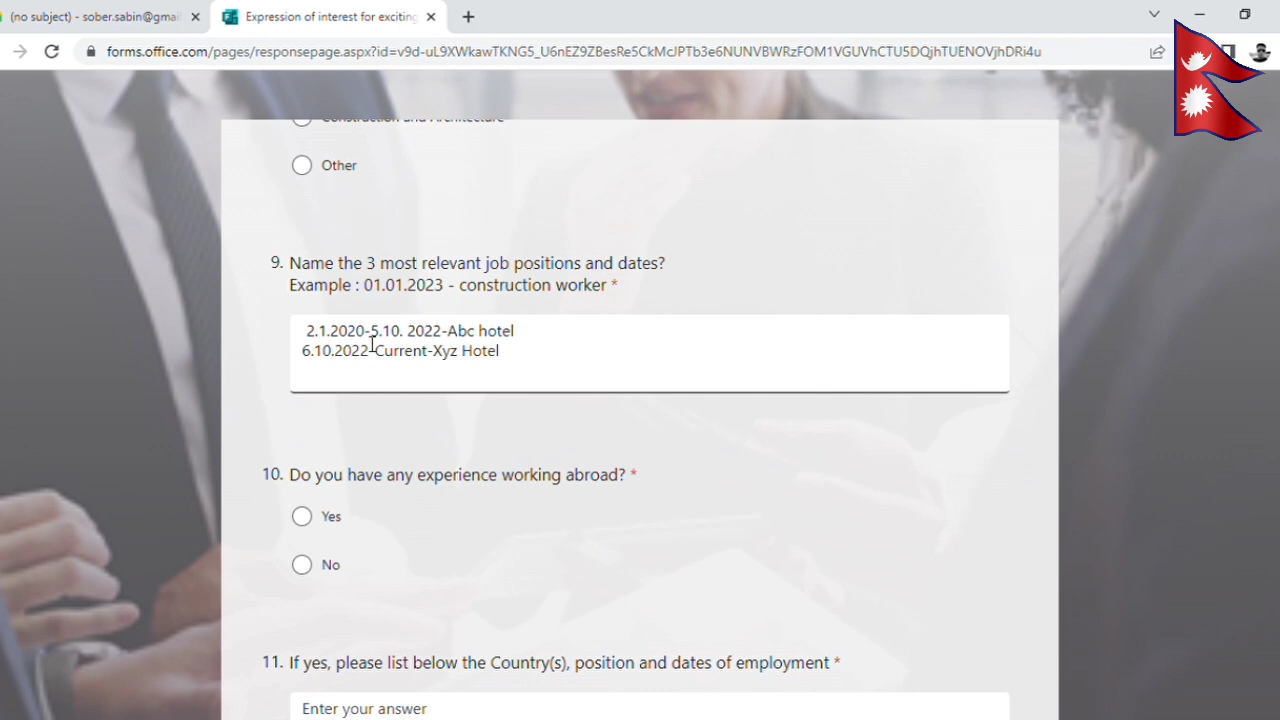 (no subject) - sober.sabin@gmai
Expression of interest for exciting
forms.office.com/pages/responsepage.aspx?id=v9d-uL9XWkawTKNG5_U6nEZ9ZBesRe5CkMcJPTb3e6NUNVBWRzFOM1VGUVhCTU5DQjhTUENOVjhDRi4u
Construction and Architecture
Other
9. Name the 3 most relevant job positions and dates?
Example : 01.01.2023 - construction worker *
2.1.2020-5.10. 2022-Abc hotel
6.10.2022-Current-Xyz Hotel
10. Do you have any experience working abroad? *
Yes
No
11. If yes, please list below the Country(s), position and dates of employment *
Enter your answer